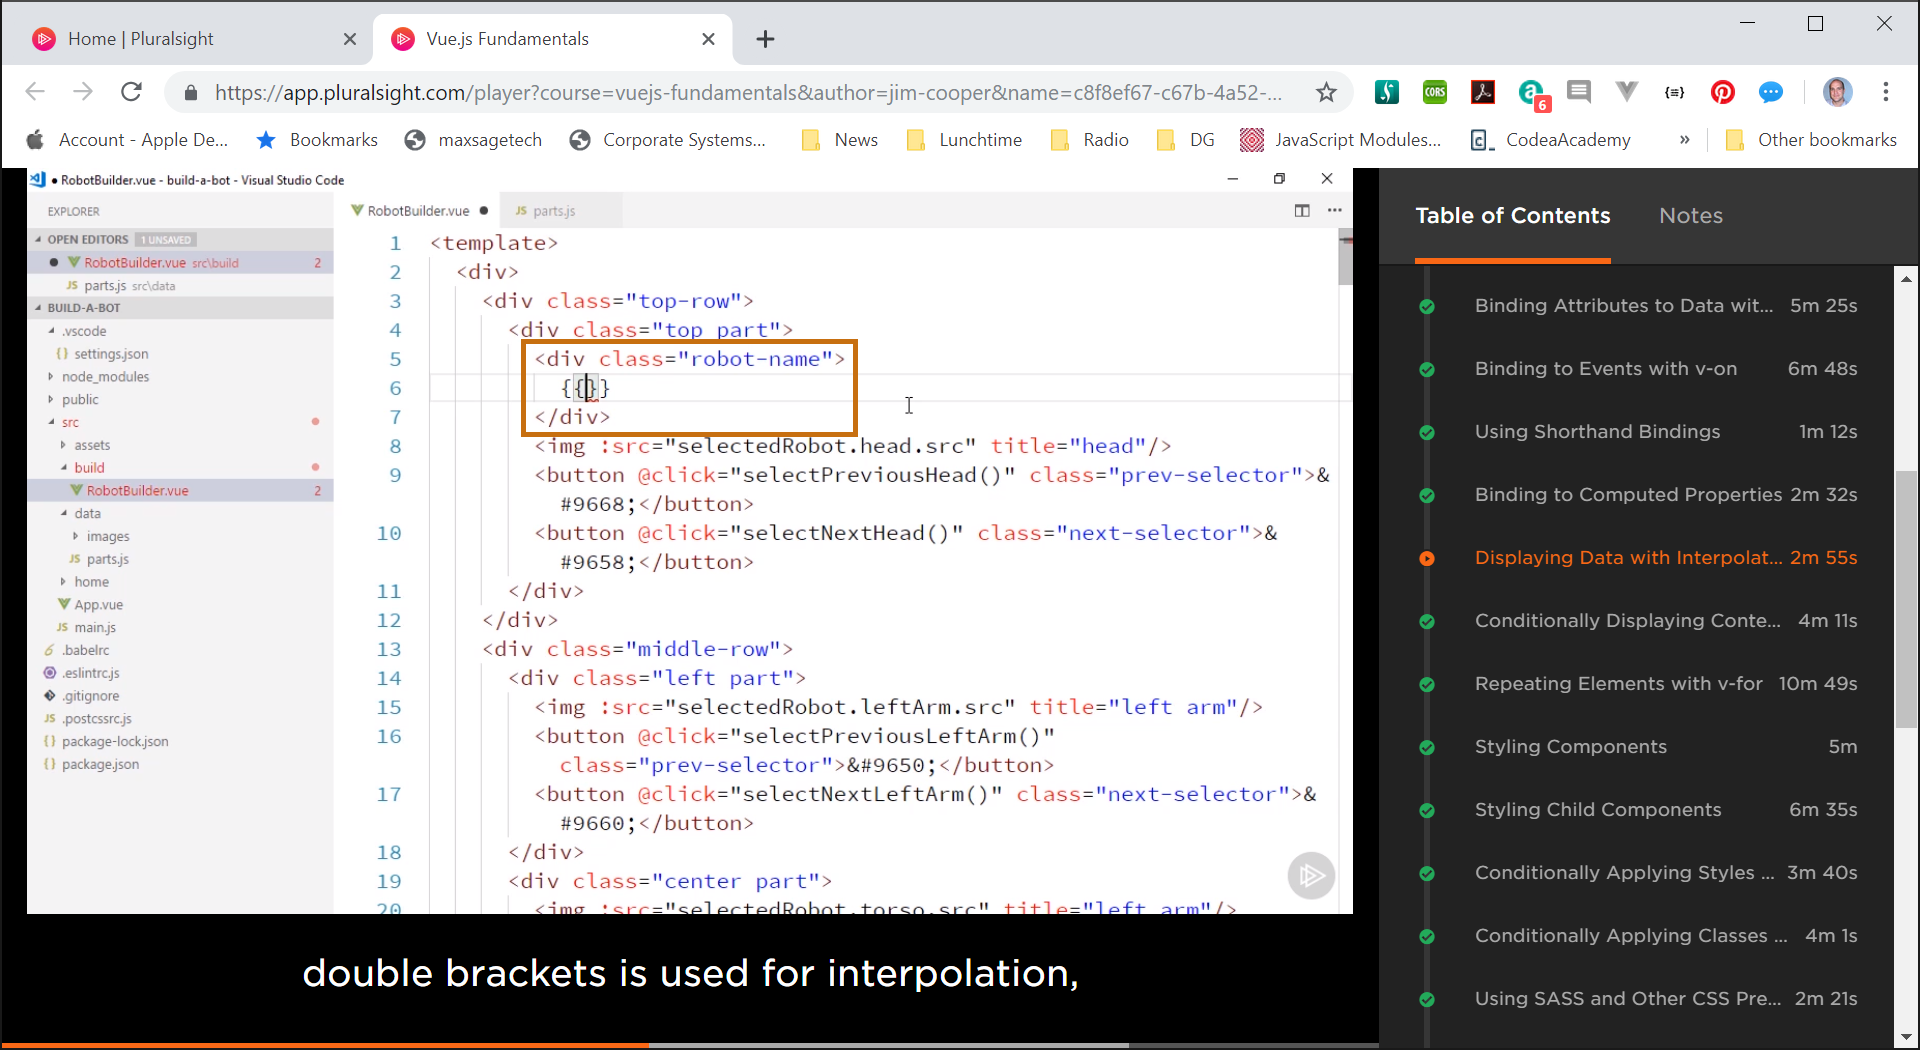 Home | Pluralsight
Vue.js Fundamentals
https://app.pluralsight.com/player?course=vuejs-fundamentals&author=jim-cooper&name=c8f8ef67-c67b-4a52-...
CORS
6
Account - Apple De...
Bookmarks
maxsagetech
Corporate Systems...
News
Lunchtime
Radio
DG
JavaScript Modules...
CodeaAcademy
»
Other bookmarks
● RobotBuilder.vue - build-a-bot - Visual Studio Code
EXPLORER
OPEN EDITORS 1 UNSAVED
RobotBuilder.vue src\build 2
JS parts.js src\data
BUILD-A-BOT
.vscode
{} settings.json
node_modules
public
src
assets
build
RobotBuilder.vue 2
data
images
JS parts.js
home
App.vue
JS main.js
.babelrc
.eslintrc.js
.gitignore
JS .postcssrc.js
{} package-lock.json
{} package.json
RobotBuilder.vue ●
JS parts.js
1 <template>
2 <div>
3 <div class="top-row">
4 <div class="top part">
5 <div class="robot-name">
6 {{}}
7 </div>
8 <img :src="selectedRobot.head.src" title="head"/>
9 <button @click="selectPreviousHead()" class="prev-selector">&
#9668;</button>
10 <button @click="selectNextHead()" class="next-selector">&
#9658;</button>
11 </div>
12 </div>
13 <div class="middle-row">
14 <div class="left part">
15 <img :src="selectedRobot.leftArm.src" title="left arm"/>
16 <button @click="selectPreviousLeftArm()"
class="prev-selector">&#9650;</button>
17 <button @click="selectNextLeftArm()" class="next-selector">&
#9660;</button>
18 </div>
19 <div class="center part">
20 <img :src="selectedRobot.torso.src" title="left arm"/>
double brackets is used for interpolation,
Table of Contents
Notes
Binding Attributes to Data wit... 5m 25s
Binding to Events with v-on 6m 48s
Using Shorthand Bindings 1m 12s
Binding to Computed Properties 2m 32s
Displaying Data with Interpolat... 2m 55s
Conditionally Displaying Conte... 4m 11s
Repeating Elements with v-for 10m 49s
Styling Components 5m
Styling Child Components 6m 35s
Conditionally Applying Styles ... 3m 40s
Conditionally Applying Classes ... 4m 1s
Using SASS and Other CSS Pre... 2m 21s